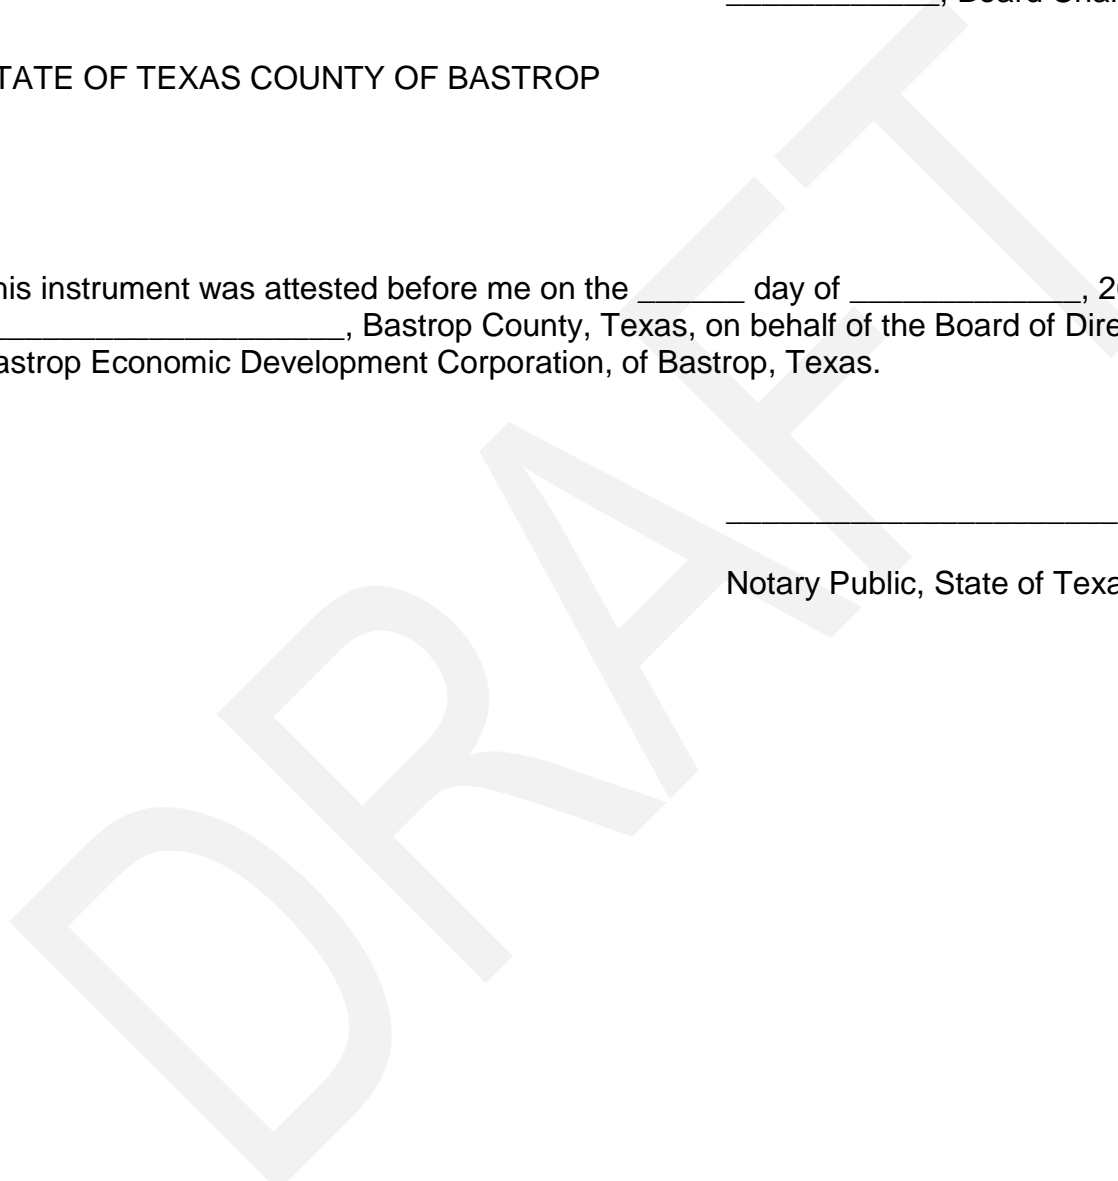 ____________, Board
TATE OF TEXAS COUNTY OF BASTROP
his instrument was attested before me on the ______ day of _____________, 2
____________________, Bastrop County, Texas, on behalf of the Board of Dire
astrop Economic Development Corporation, of Bastrop, Texas.
______________________
Notary Public, State of Texa
DRAFT